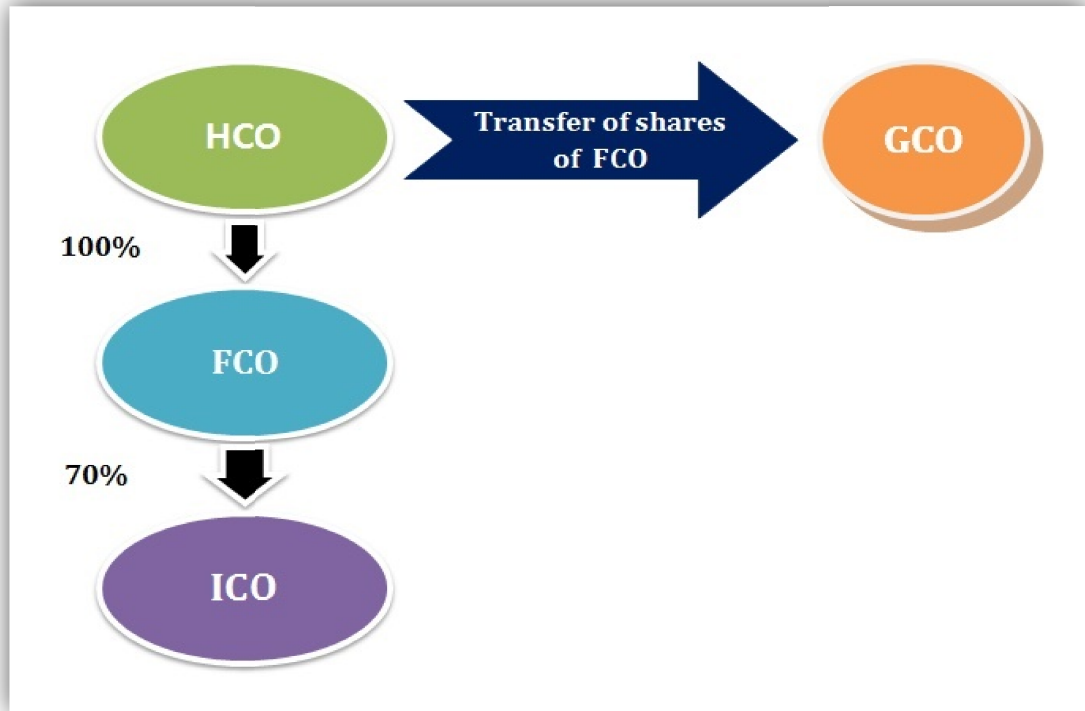 HCO
Transfer of shares
of FCO
GCO
100%
FCO
70%
ICO